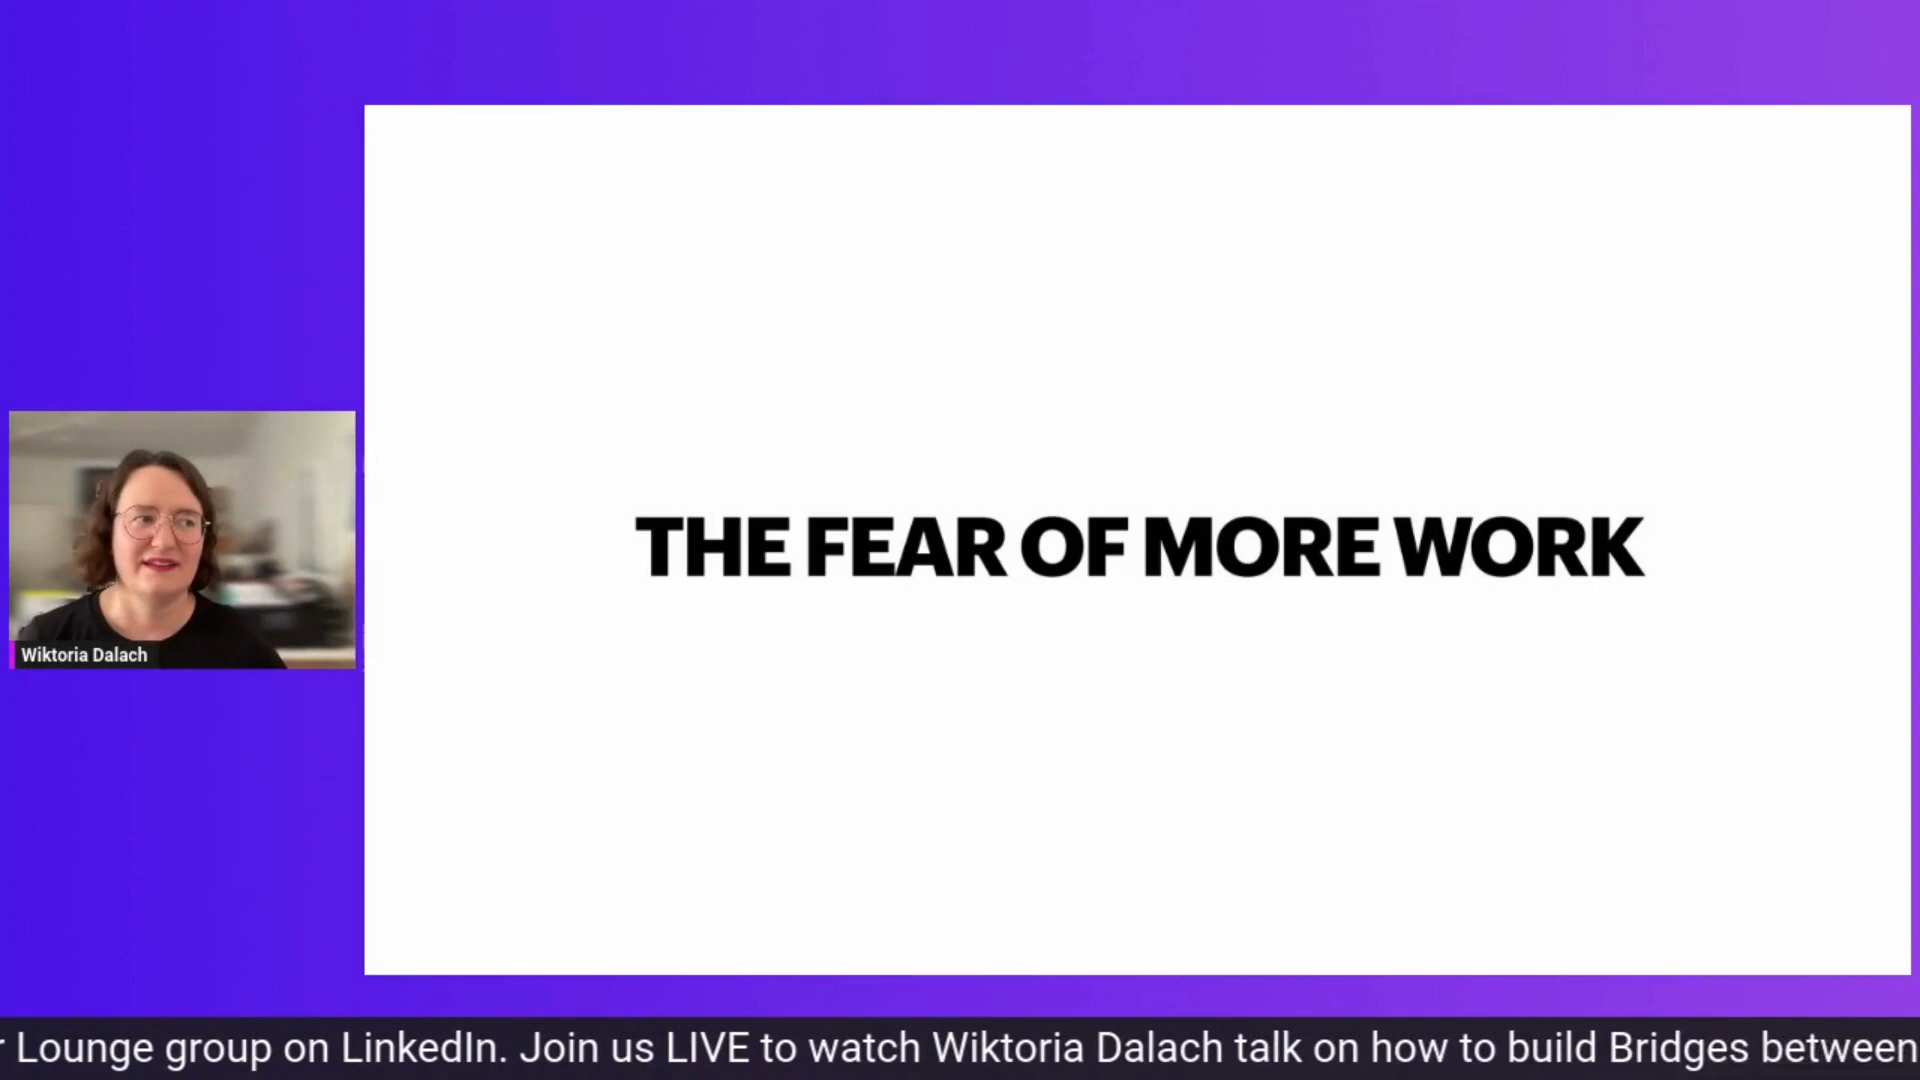 THE FEAR OF MORE WORK
Wiktoria Dalach
Lounge group on LinkedIn. Join us LIVE to watch Wiktoria Dalach talk on how to build Bridges between